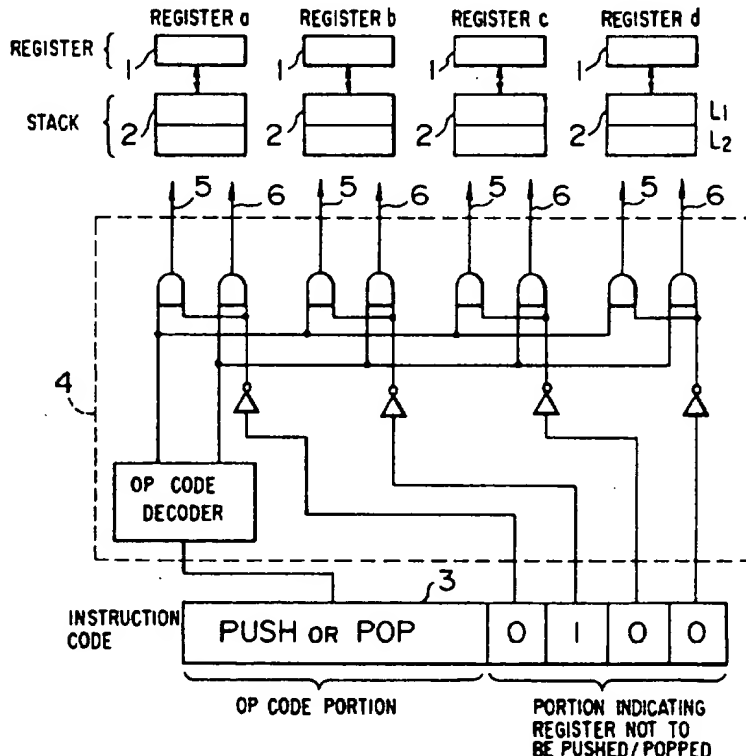 REGISTER a REGISTER b REGISTER c REGISTER d
REGISTER
1 1 1 1
STACK
2 2 2 2 L1
L2
5 6 5 6 5 6 5 6
4
OP CODE
DECODER
3
INSTRUCTION
CODE
PUSH OR POP 0 1 0 0
OP CODE PORTION
PORTION INDICATING
REGISTER NOT TO
BE PUSHED/POPPED